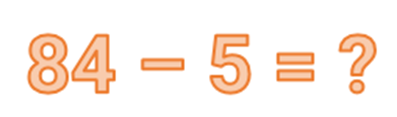 84 − 5 = ?